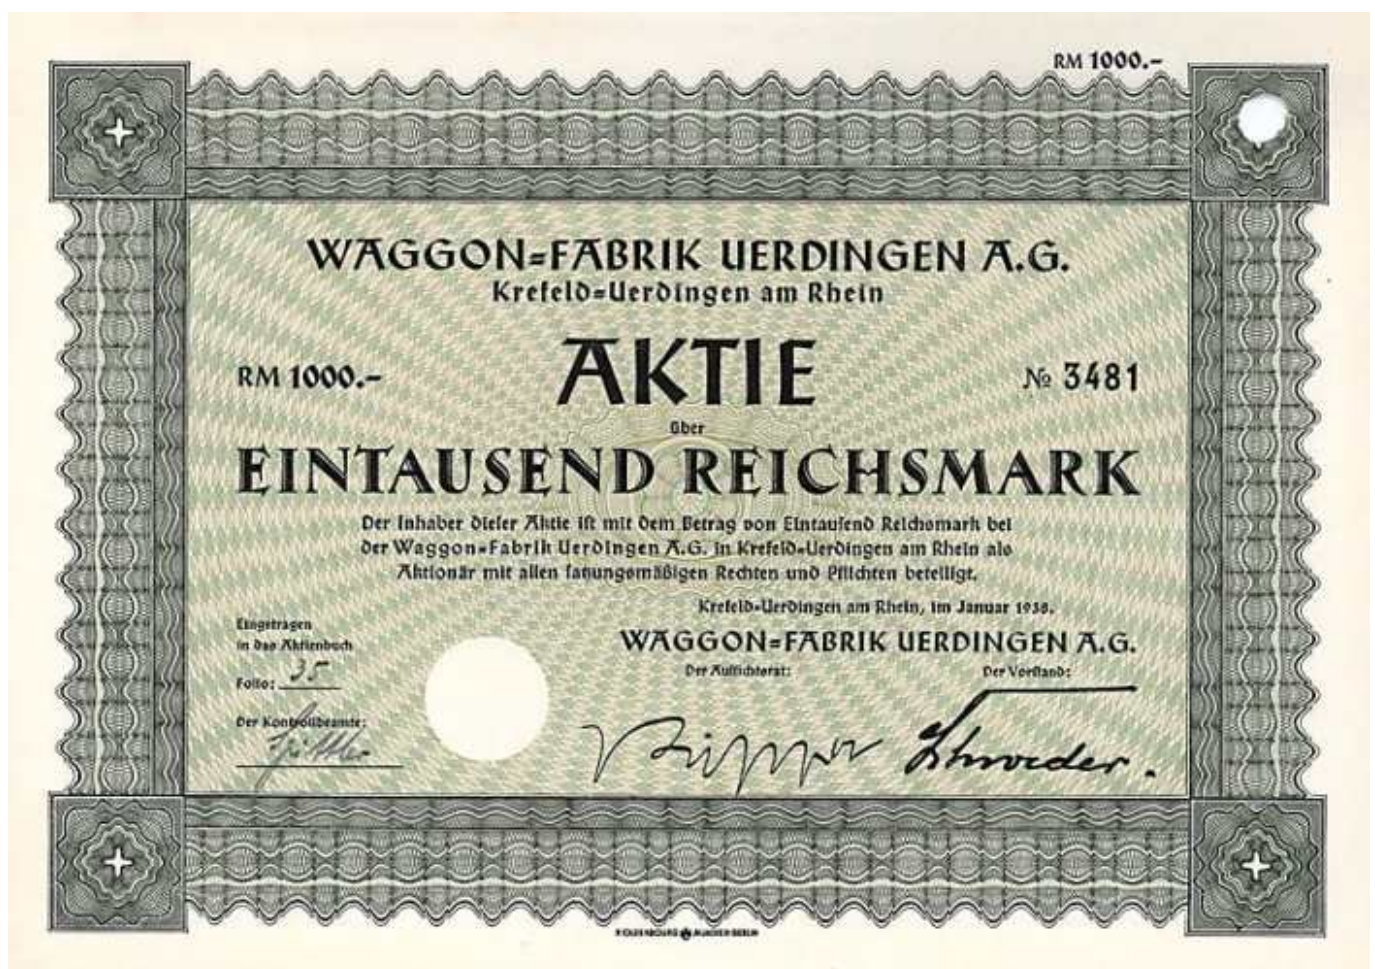 RM 1000.-
WAGGON=FABRIK UERDINGEN A.G.
Krefeld=Uerdingen am Rhein
AKTIE
RM 1000.-
№ 3481
über
EINTAUSEND REICHSMARK
Der Inhaber dieser Aktie ist mit dem Betrag von Eintausend Reichsmark bei
der Waggon=Fabrik Uerdingen A.G. in Krefeld=Uerdingen am Rhein als
Aktionär mit allen satzungsmäßigen Rechten und Pflichten beteiligt.
Krefeld=Uerdingen am Rhein, im Januar 1938.
WAGGON=FABRIK UERDINGEN A.G.
Der Aufsichtsrat:
Der Vorstand:
Eingetragen
in das Aktienbuch
Folio: 35
Der Kontrollbeamte:
Schroeder.